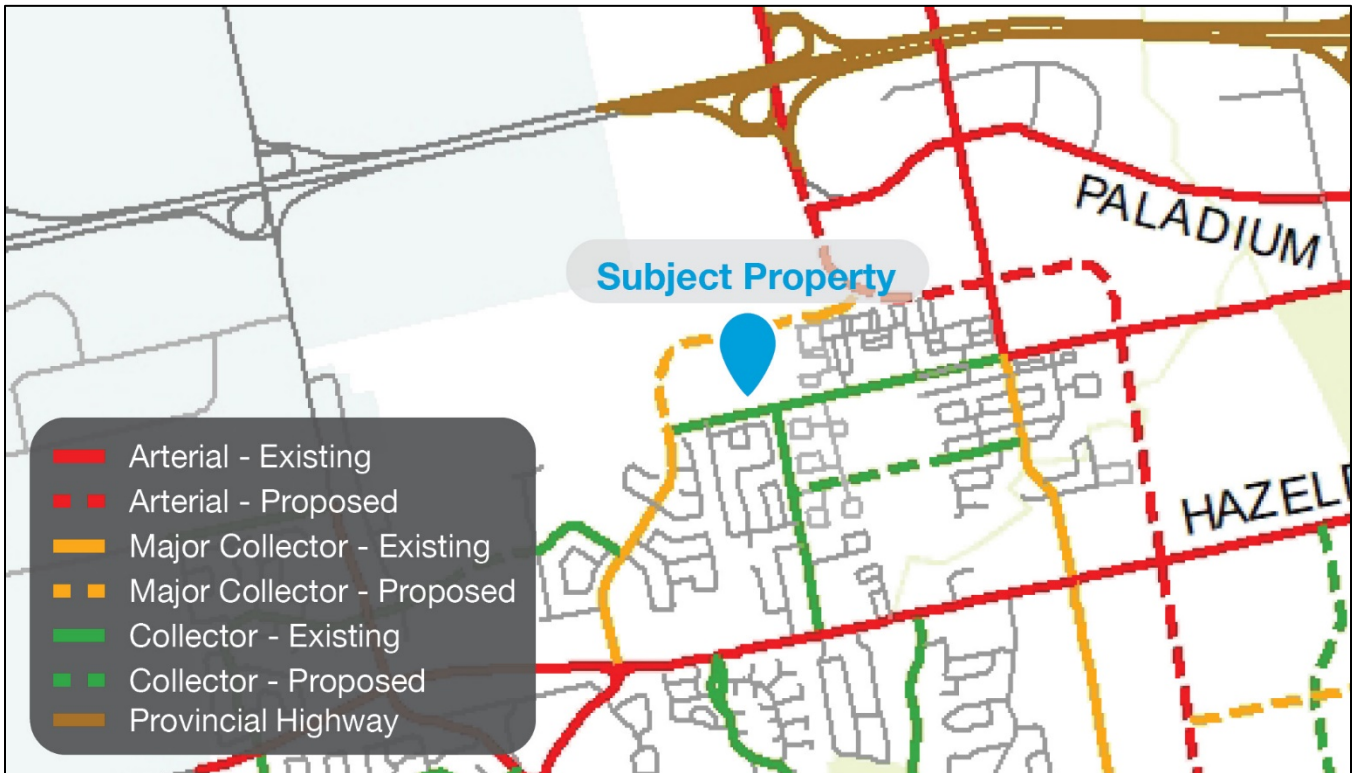 PALADIUM
Subject Property
Arterial - Existing
Arterial - Proposed
Major Collector - Existing
Major Collector - Proposed
Collector - Existing
Collector - Proposed
Provincial Highway